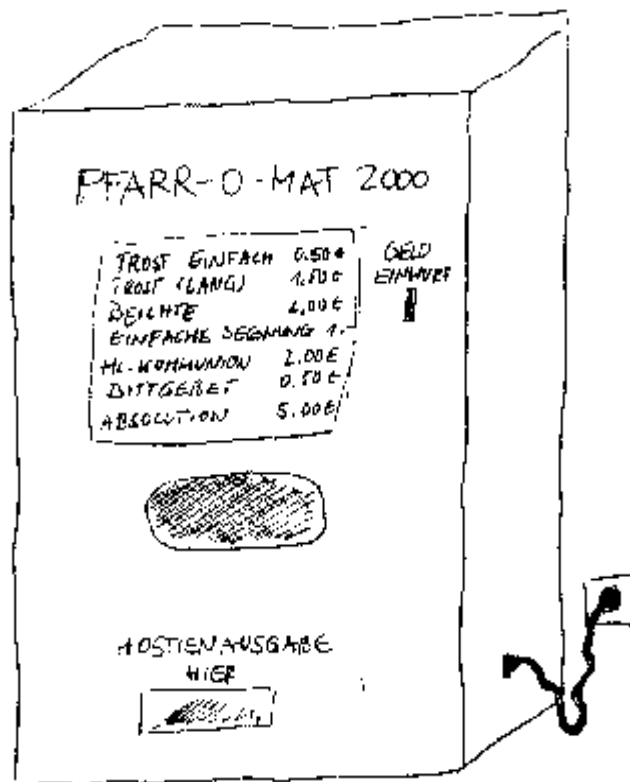 PFARR-O-MAT 2000
TROST EINFACH 0.50€
TROST (LANG) 1.50€
BEICHTE 2,00€
EINFACHE SEGNUNG 1.-
HL. KOMMUNION 2.00€
BITTGEBET 0.50€
ABSOLUTION 5.00€
GELD
EINWURF
HOSTIENAUSGABE
HIER